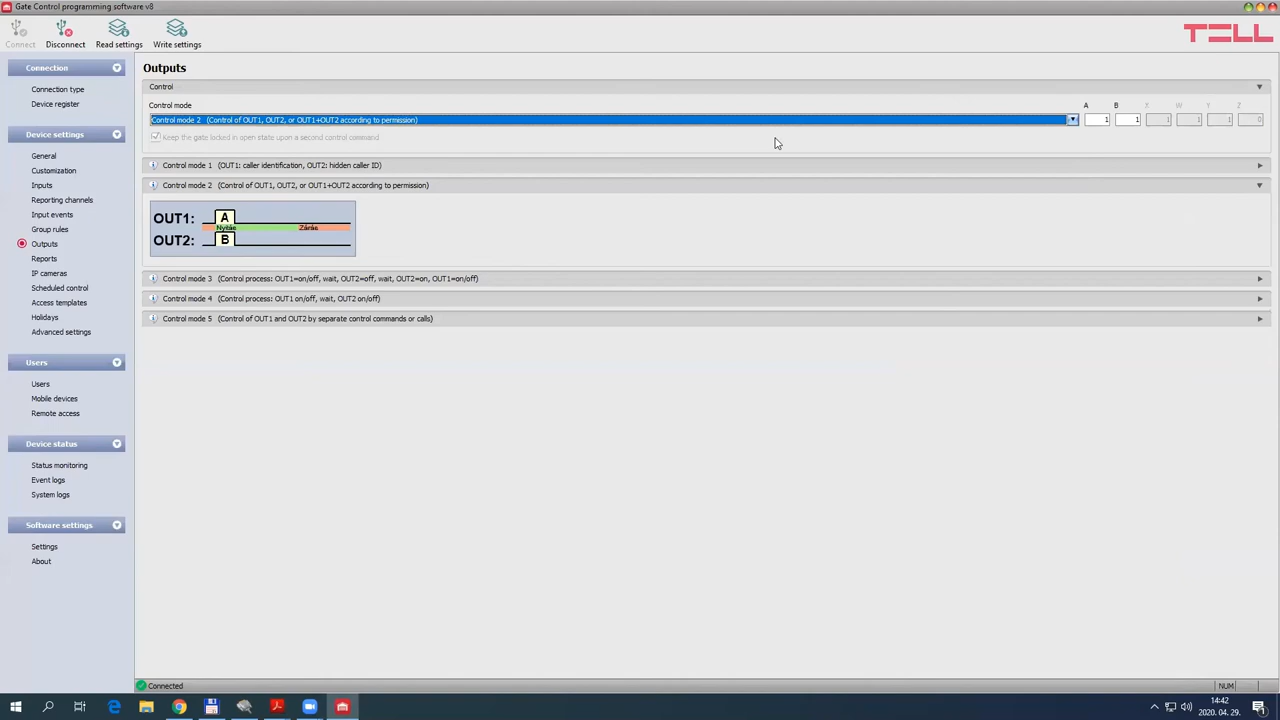 Gate Control programming software v8
Connect
Disconnect
Read settings
Write settings
TELL
Connection
Connection type
Device register
Device settings
General
Customization
Inputs
Reporting channels
Input events
Group rules
Outputs
Reports
IP cameras
Scheduled control
Access templates
Holidays
Advanced settings
Users
Users
Mobile devices
Remote access
Device status
Status monitoring
Event logs
System logs
Software settings
Settings
About
Outputs
Control
Control mode A B X W Y Z
Control mode 2 (Control of OUT1, OUT2, or OUT1+OUT2 according to permission) 1 1 1 1 1 0
Keep the gate locked in open state upon a second control command
Control mode 1 (OUT1: caller identification, OUT2: hidden caller ID)
Control mode 2 (Control of OUT1, OUT2, or OUT1+OUT2 according to permission)
OUT1: A
Nyitás Zárás
OUT2: B
Control mode 3 (Control process: OUT1=on/off, wait, OUT2=off, wait, OUT2=on, OUT1=on/off)
Control mode 4 (Control process: OUT1 on/off, wait, OUT2 on/off)
Control mode 5 (Control of OUT1 and OUT2 by separate control commands or calls)
Connected
NUM
14:42
2020. 04. 29.